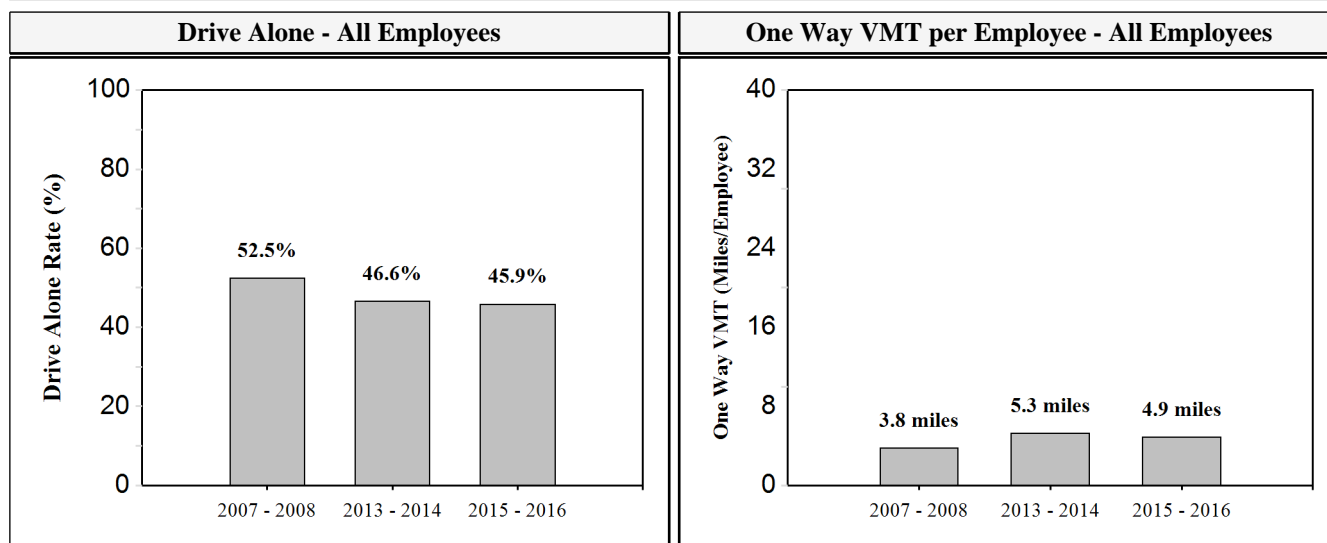 Drive Alone - All Employees
100
80
60
40
20
0
Drive Alone Rate (%)
52.5%
46.6%
45.9%
2007 - 2008
2013 - 2014
2015 - 2016
One Way VMT per Employee - All Employees
40
32
24
16
8
0
One Way VMT (Miles/Employee)
3.8 miles
5.3 miles
4.9 miles
2007 - 2008
2013 - 2014
2015 - 2016